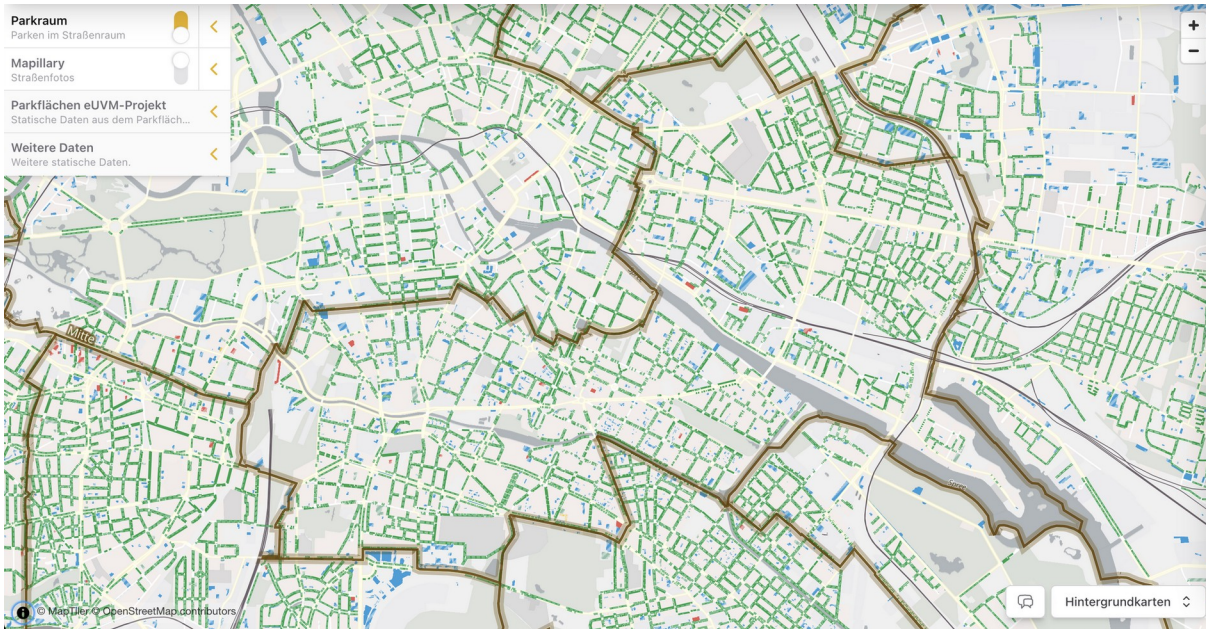 Parkraum
Parken im Straßenraum
Mapillary
Straßenfotos
Parkflächen eUVM-Projekt
Statische Daten aus dem Parkfläch...
Weitere Daten
Weitere statische Daten.
Mitte
Spree
© MapTiler © OpenStreetMap contributors
Hintergrundkarten